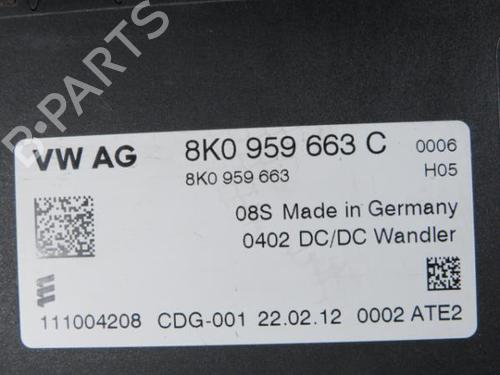 B-PARTS
VW AG 8K0 959 663 C 0006
8K0 959 663 H05
08S Made in Germany
0402 DC/DC Wandler
111004208 CDG-001 22.02.12 0002 ATE2